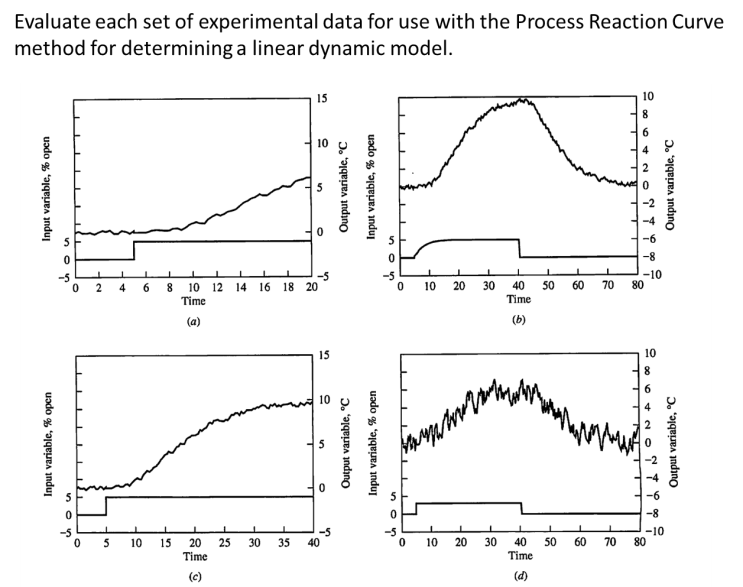 Evaluate each set of experimental data for use with the Process Reaction Curve
method for determining a linear dynamic model.
Input variable, % open
5
0
−5
15
10
5
0
−5
Output variable, °C
0 2 4 6 8 10 12 14 16 18 20
Time
(a)
Input variable, % open
5
0
−5
10
8
6
4
2
0
−2
−4
−6
−8
−10
Output variable, °C
0 10 20 30 40 50 60 70 80
Time
(b)
Input variable, % open
5
0
−5
15
10
5
0
−5
Output variable, °C
0 5 10 15 20 25 30 35 40
Time
(c)
Input variable, % open
5
0
−5
10
8
6
4
2
0
−2
−4
−6
−8
−10
Output variable, °C
0 10 20 30 40 50 60 70 80
Time
(d)